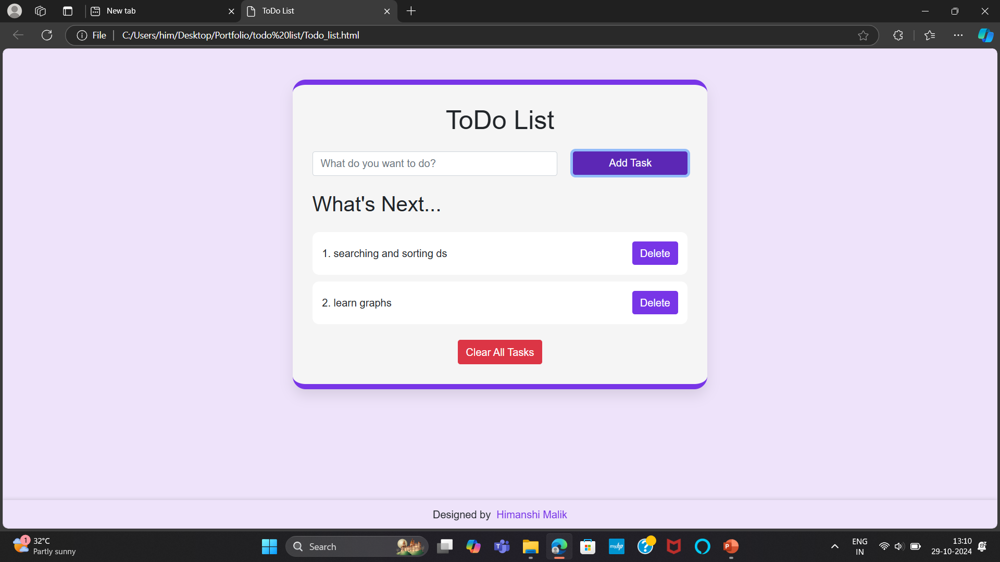 New tab
ToDo List
File
C:/Users/him/Desktop/Portfolio/todo%20list/Todo_list.html
ToDo List
What do you want to do?
Add Task
What's Next...
1. searching and sorting ds
Delete
2. learn graphs
Delete
Clear All Tasks
Designed by Himanshi Malik
1
32°C
Partly sunny
Search
T
myhp
?
P
ENG
IN
13:10
29-10-2024